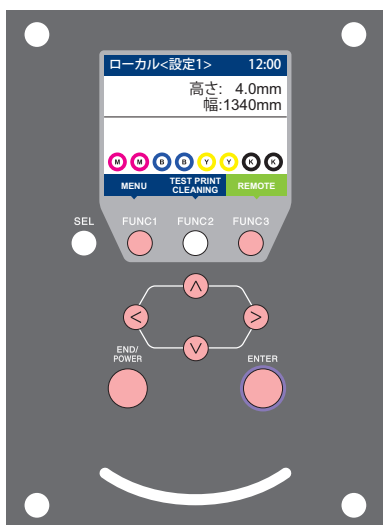 ローカル<設定1> 12:00
高さ: 4.0mm
幅:1340mm
M M B B Y Y K K
MENU TEST PRINT CLEANING REMOTE
SEL FUNC1 FUNC2 FUNC3
END/
POWER
ENTER